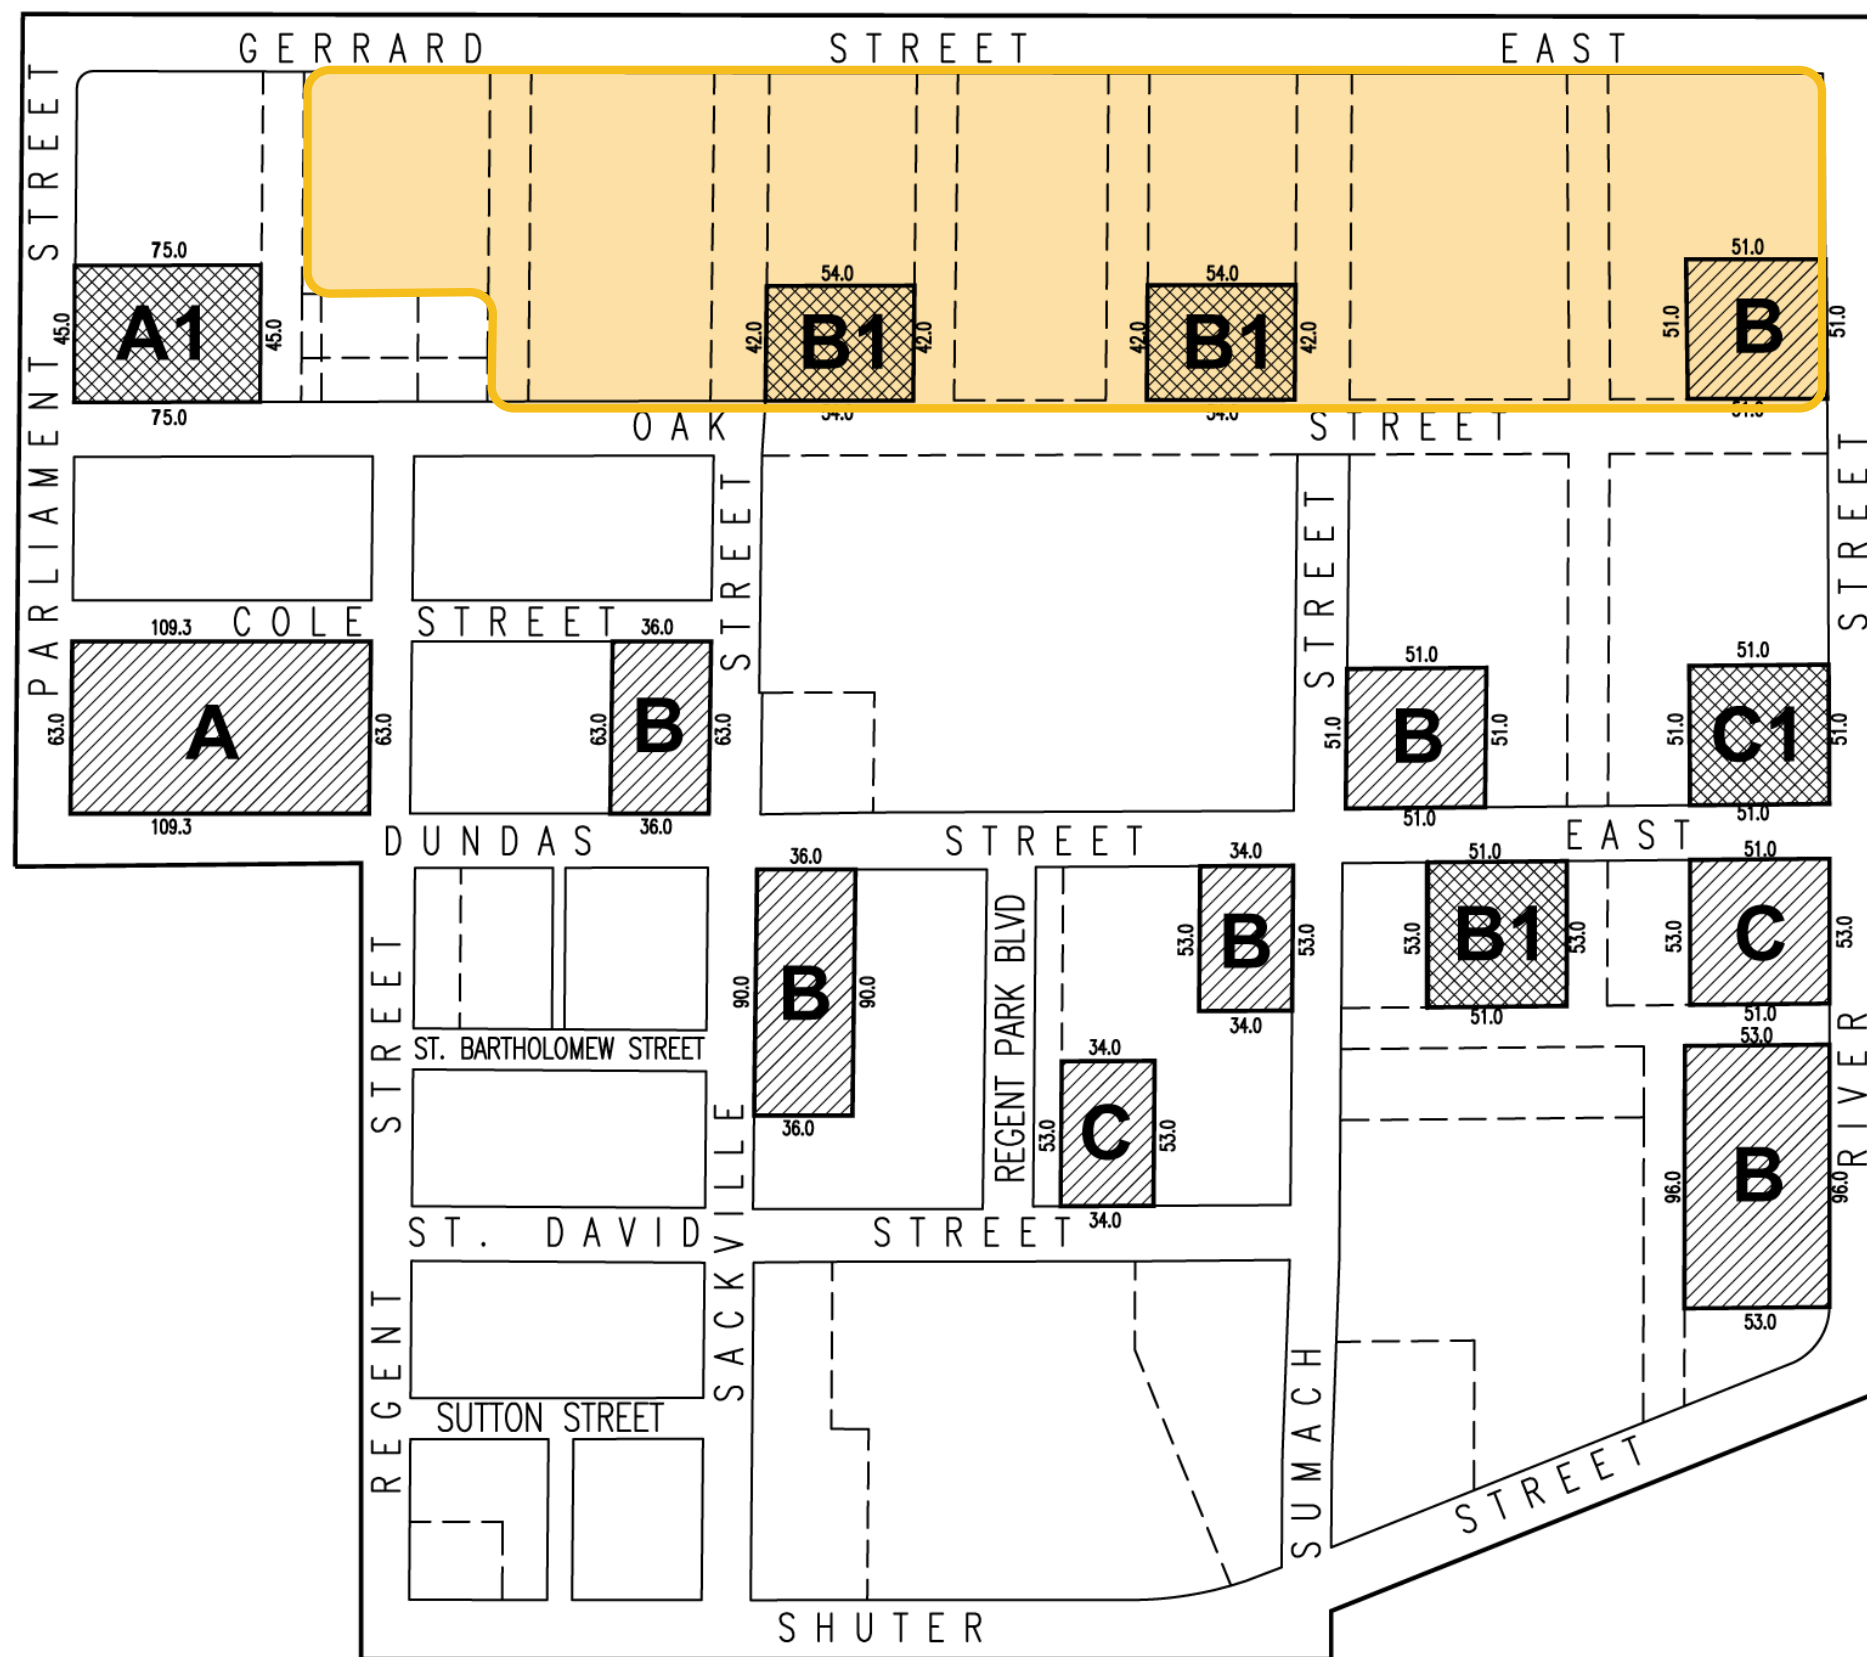 GERRARD STREET EAST
PARLIAMENT STREET
75.0
45.0
A1
45.0
75.0
54.0
42.0
B1
42.0
54.0
54.0
42.0
B1
42.0
54.0
51.0
51.0
B
51.0
51.0
OAK STREET
COLE STREET
109.3
63.0
A
63.0
109.3
36.0
63.0
B
63.0
36.0
STREET
STREET
STREET
51.0
51.0
B
51.0
51.0
51.0
51.0
C1
51.0
51.0
DUNDAS STREET EAST
36.0
90.0
B
90.0
36.0
REGENT PARK BLVD
34.0
53.0
B
53.0
34.0
34.0
53.0
C
53.0
34.0
51.0
53.0
B1
53.0
51.0
51.0
53.0
C
53.0
51.0
53.0
96.0
B
96.0
53.0
RIVER
ST. BARTHOLOMEW STREET
ST. DAVID STREET
SACKVILLE
REGENT STREET
SUTTON STREET
SUMACH
SHUTER STREET